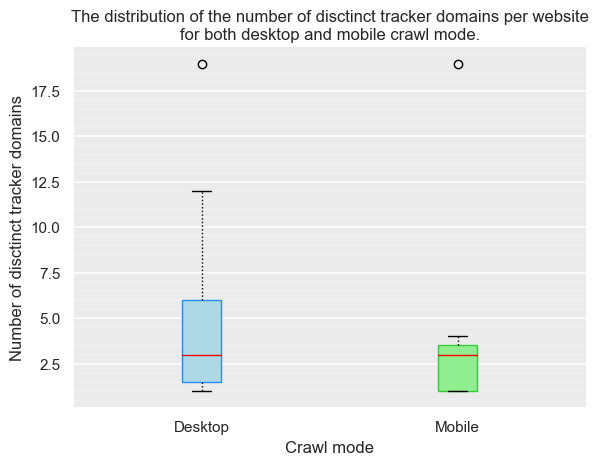 The distribution of the number of disctinct tracker domains per website
for both desktop and mobile crawl mode.
Number of disctinct tracker domains
17.5
15.0
12.5
10.0
7.5
5.0
2.5
Desktop
Mobile
Crawl mode